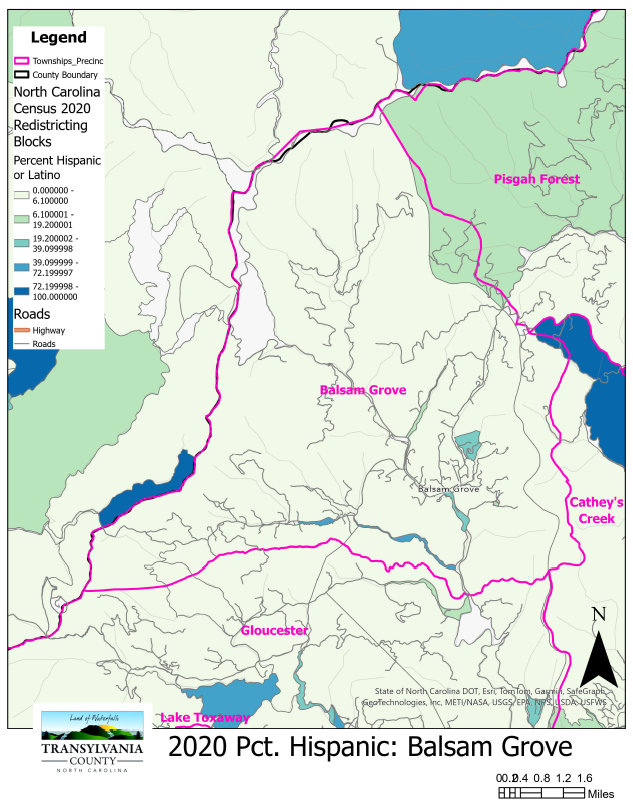 Legend
Townships_Precinc
County Boundary
North Carolina
Census 2020
Redistricting
Blocks
Percent Hispanic
or Latino
0.000000 -
6.100000
6.100001 -
19.200001
19.200002 -
39.099998
39.099999 -
72.199997
72.199998 -
100.000000
Roads
Highway
Roads
Pisgah Forest
Balsam Grove
Balsam Grove
Cathey's
Creek
Gloucester
N
State of North Carolina DOT, Esri, TomTom, Garmin, SafeGraph,
GeoTechnologies, Inc, METI/NASA, USGS, EPA, NPS, USDA, USFWS
Lake Toxaway
Land of Waterfalls
TRANSYLVANIA
COUNTY
NORTH CAROLINA
2020 Pct. Hispanic: Balsam Grove
0 0.2 0.4 0.8 1.2 1.6
Miles